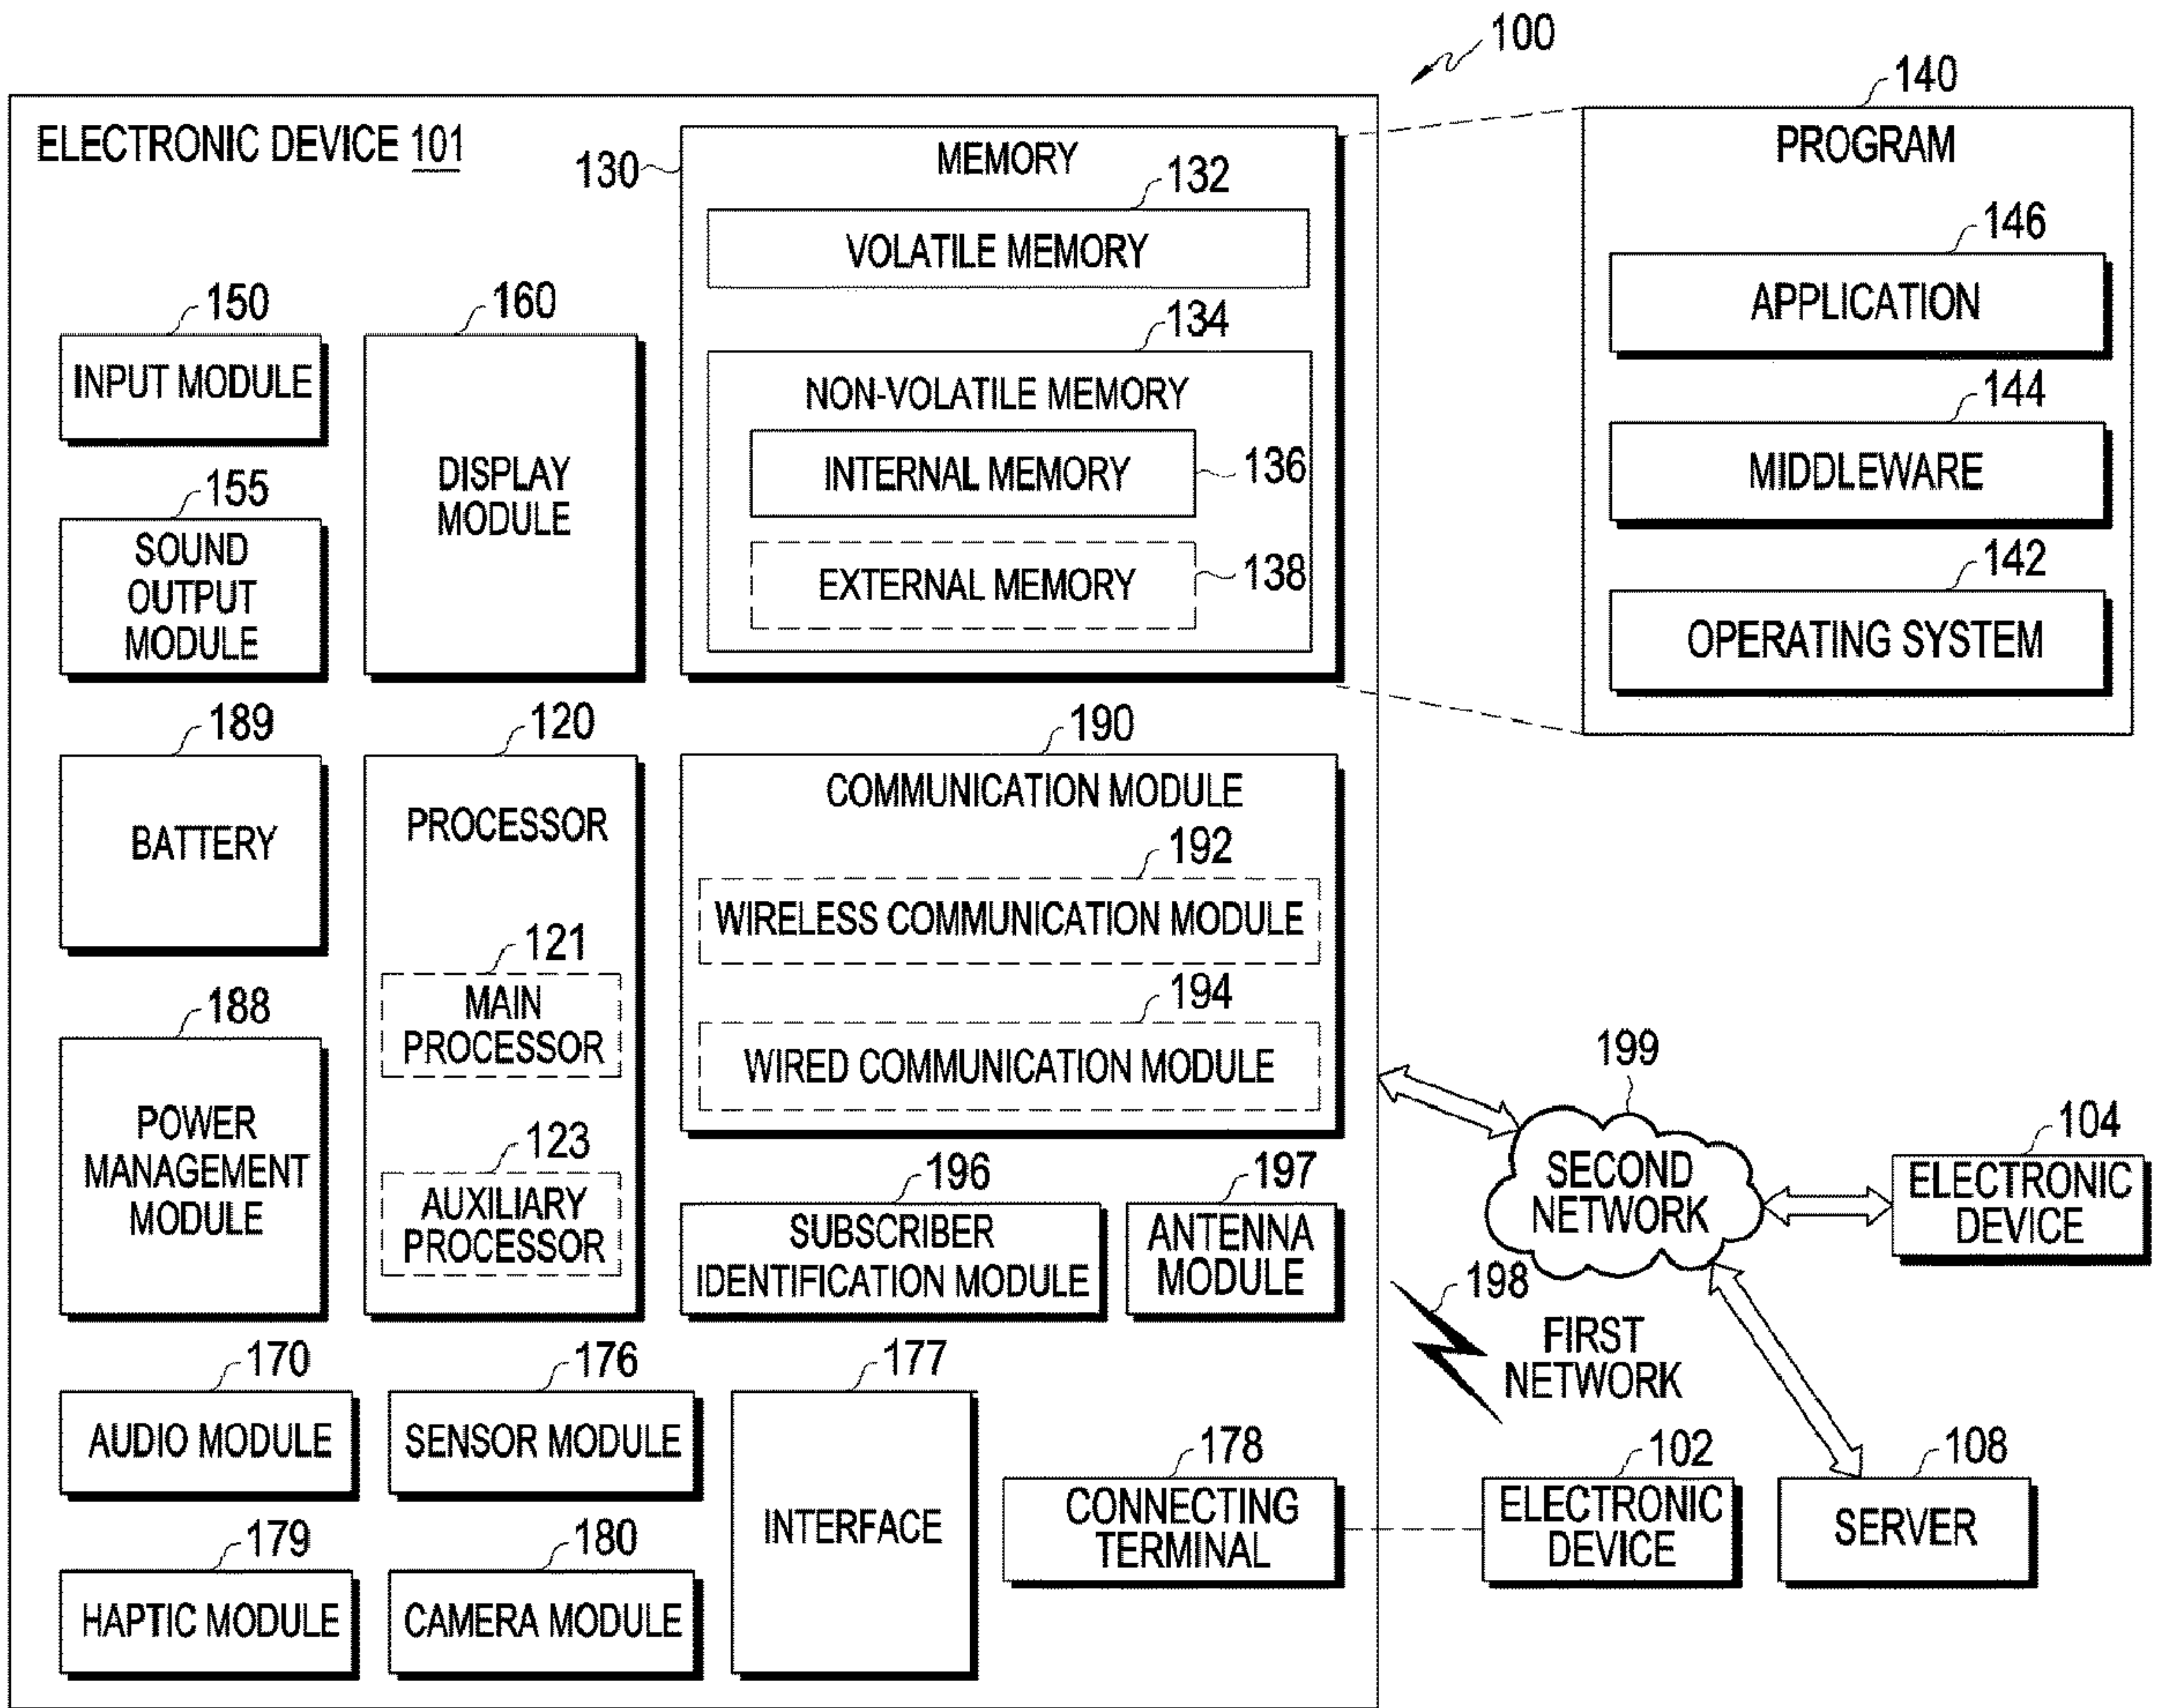 100
ELECTRONIC DEVICE 101
130
MEMORY
132
VOLATILE MEMORY
134
NON-VOLATILE MEMORY
INTERNAL MEMORY
136
EXTERNAL MEMORY
138
140
PROGRAM
146
APPLICATION
144
MIDDLEWARE
142
OPERATING SYSTEM
150
INPUT MODULE
160
DISPLAY
MODULE
155
SOUND
OUTPUT
MODULE
189
BATTERY
120
PROCESSOR
121
MAIN
PROCESSOR
123
AUXILIARY
PROCESSOR
190
COMMUNICATION MODULE
192
WIRELESS COMMUNICATION MODULE
194
WIRED COMMUNICATION MODULE
188
POWER
MANAGEMENT
MODULE
196
SUBSCRIBER
IDENTIFICATION MODULE
197
ANTENNA
MODULE
199
SECOND
NETWORK
104
ELECTRONIC
DEVICE
198
FIRST
NETWORK
170
AUDIO MODULE
176
SENSOR MODULE
177
INTERFACE
178
CONNECTING
TERMINAL
102
ELECTRONIC
DEVICE
108
SERVER
179
HAPTIC MODULE
180
CAMERA MODULE